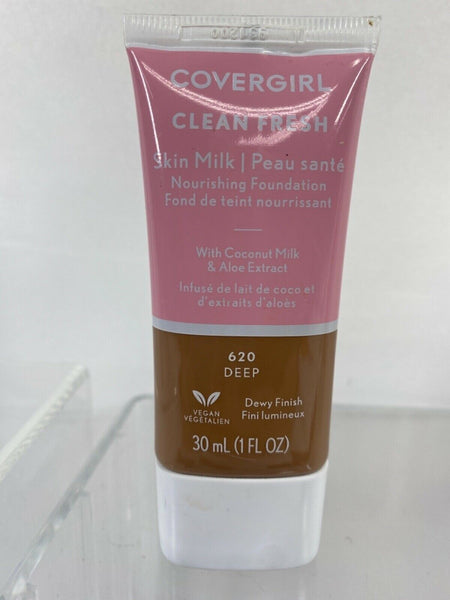 COVERGIRL
CLEAN FRESH
Skin Milk | Peau santé
Nourishing Foundation
Fond de teint nourrissant
With Coconut Milk
& Aloe Extract
Infusé de lait de coco et
d'extraits d'aloès
620
DEEP
VEGAN
VÉGÉTALIEN
Dewy Finish
Fini lumineux
30 mL (1 FL OZ)